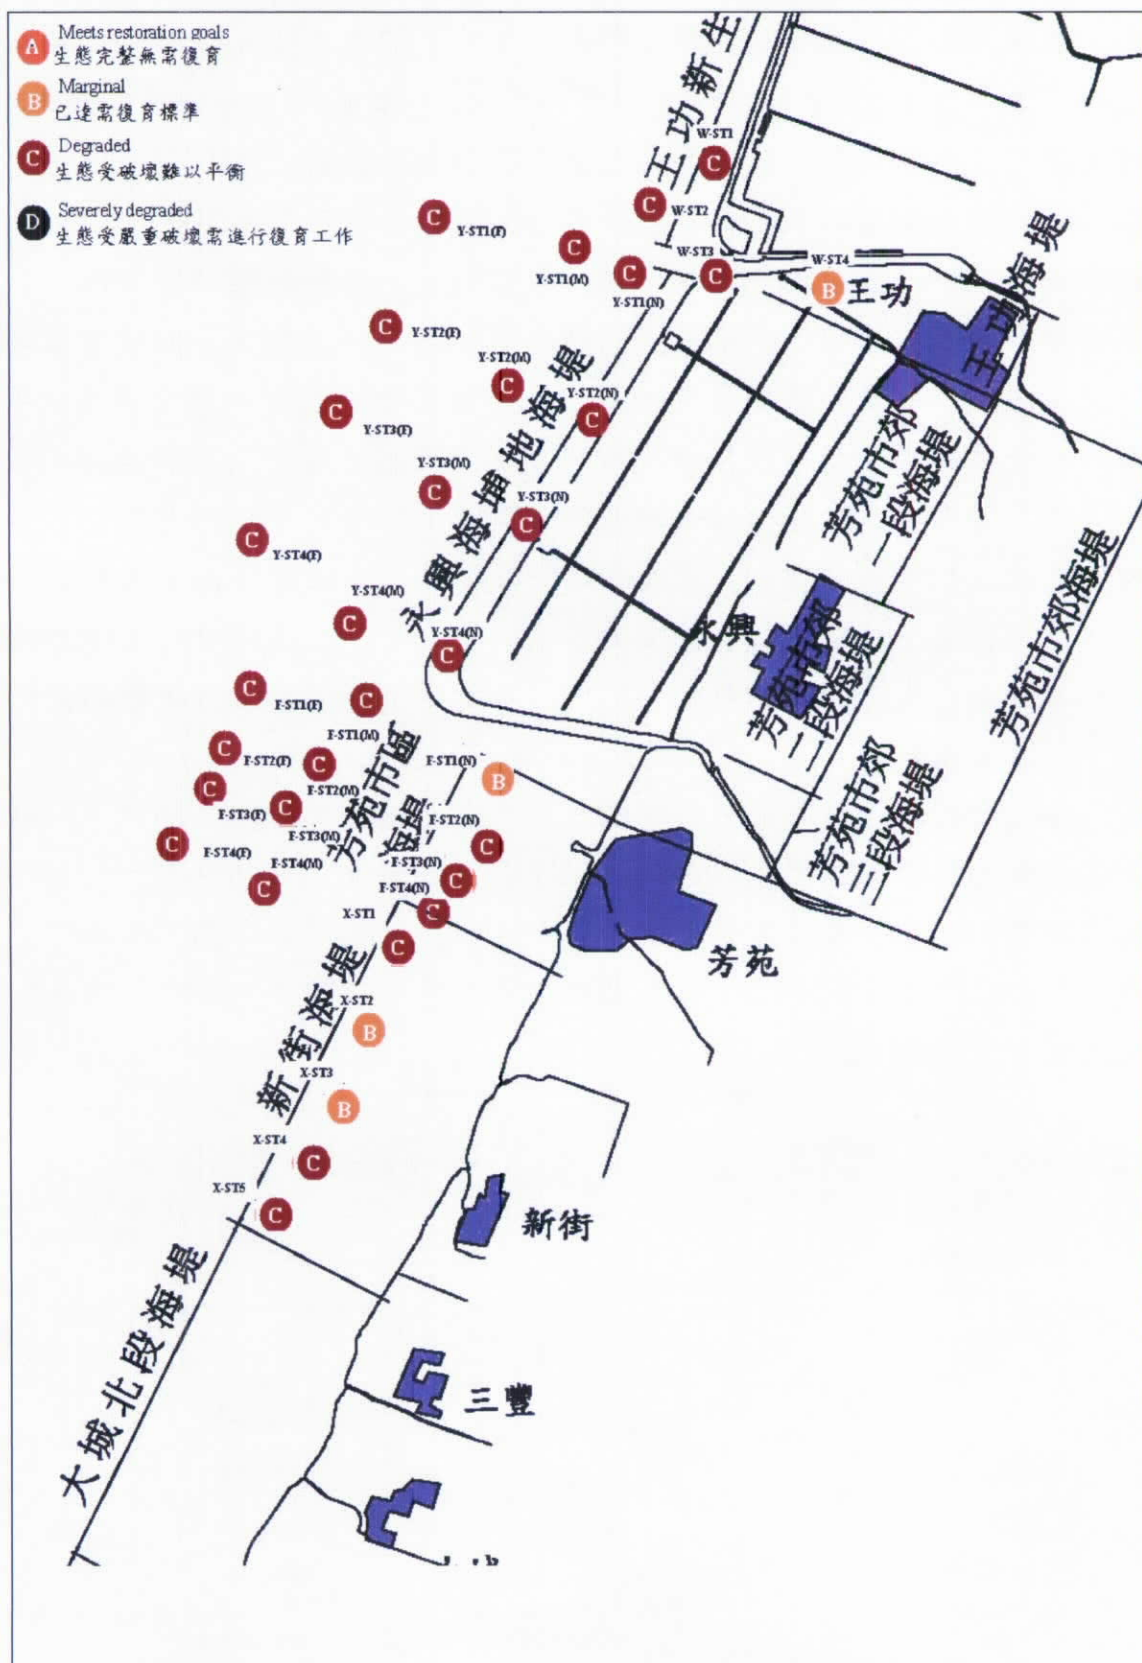 A Meets restoration goals
生態完整無需復育
B Marginal
已達需復育標準
C Degraded
生態受破壞難以平衡
D Severely degraded
生態受嚴重破壞需進行復育工作
王功新生
W-ST1
C
C W-ST2
C Y-ST1(F)
C Y-ST1(M)
C Y-ST1(N)
W-ST3
C
W-ST4
B 王功
王功海堤
C Y-ST2(F)
Y-ST2(M)
C
Y-ST2(N)
C
永興海埔地海堤
C Y-ST3(F)
Y-ST3(M)
C
Y-ST3(N)
C
芳苑市郊
一段海堤
芳苑市郊海堤
C Y-ST4(F)
Y-ST4(M)
C
Y-ST4(N)
C
永興
芳苑市郊
二段海堤
芳苑市郊
三段海堤
C F-ST1(F)
C F-ST1(M)
F-ST1(N)
B
芳苑市區
海堤
C F-ST2(F)
C F-ST2(M)
F-ST2(N)
C
C F-ST3(F)
C F-ST3(M)
F-ST3(N)
C
C F-ST4(F)
F-ST4(M)
C
F-ST4(N)
C
芳苑
X-ST1
C
新街海堤
X-ST2
B
X-ST3
B
X-ST4
C
X-ST5
C
新街
大城北段海堤
三豐